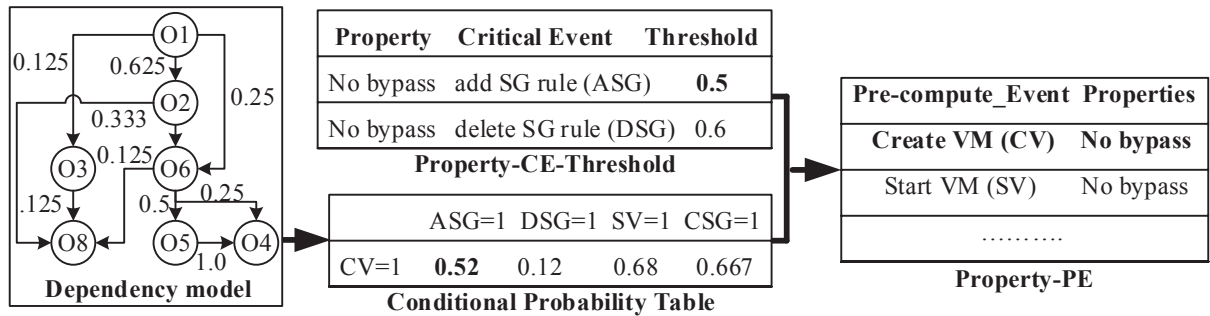 O1
0.125
0.625
O2
0.25
0.333
O3
0.125
O6
.125
0.5
0.25
O8
O5
O4
1.0
Dependency model
Property Critical Event Threshold
No bypass add SG rule (ASG) 0.5
No bypass delete SG rule (DSG) 0.6
Property-CE-Threshold
ASG=1 DSG=1 SV=1 CSG=1
CV=1 0.52 0.12 0.68 0.667
Conditional Probability Table
Pre-compute_Event Properties
Create VM (CV) No bypass
Start VM (SV) No bypass
……….
Property-PE